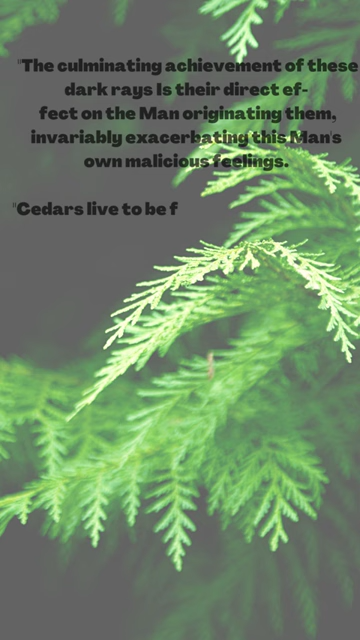 "The culminating achievement of these
dark rays Is their direct ef-
fect on the Man originating them,
invariably exacerbating this Man's
own malicious feelings.
"Cedars live to be f